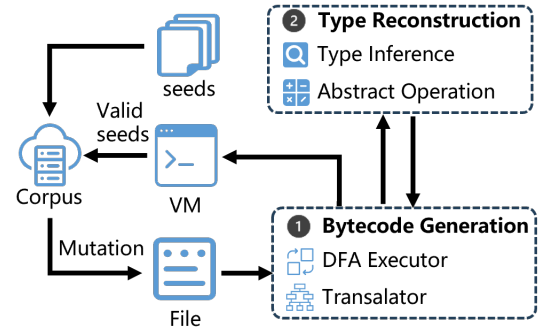 seeds
Valid
seeds
Corpus
VM
Mutation
File
2 Type Reconstruction
Type Inference
Abstract Operation
1 Bytecode Generation
DFA Executor
Transalator